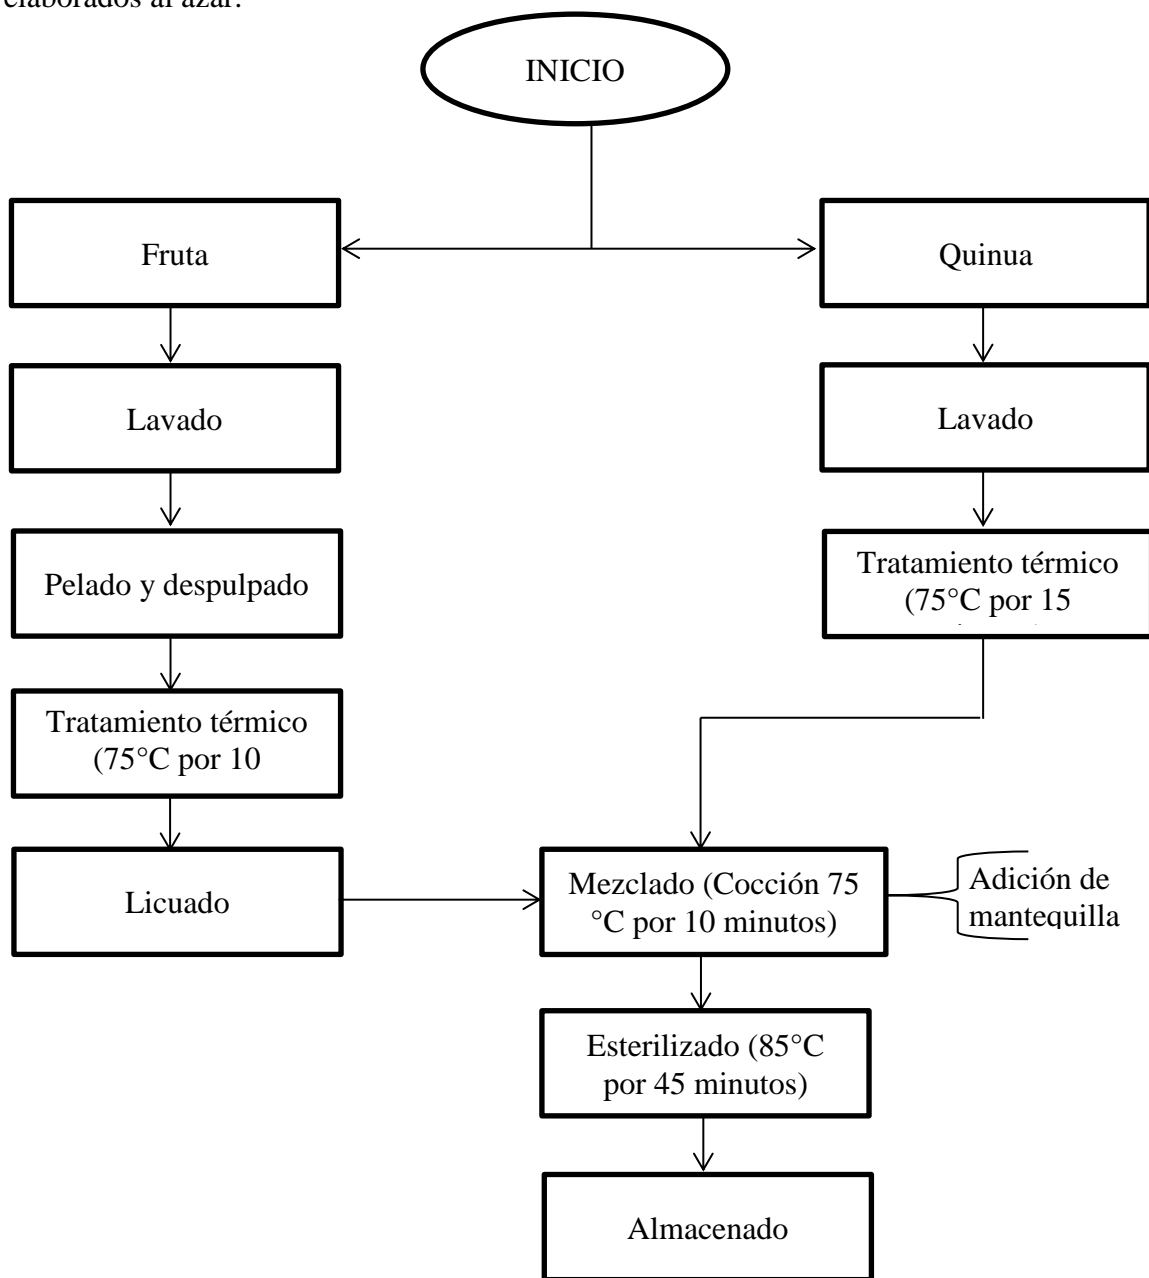 elaborados al azar.
INICIO
Fruta
Quinua
Lavado
Lavado
Pelado y despulpado
Tratamiento térmico
(75°C por 15
Tratamiento térmico
(75°C por 10
Licuado
Mezclado (Cocción 75
°C por 10 minutos)
Adición de
mantequilla
Esterilizado (85°C
por 45 minutos)
Almacenado